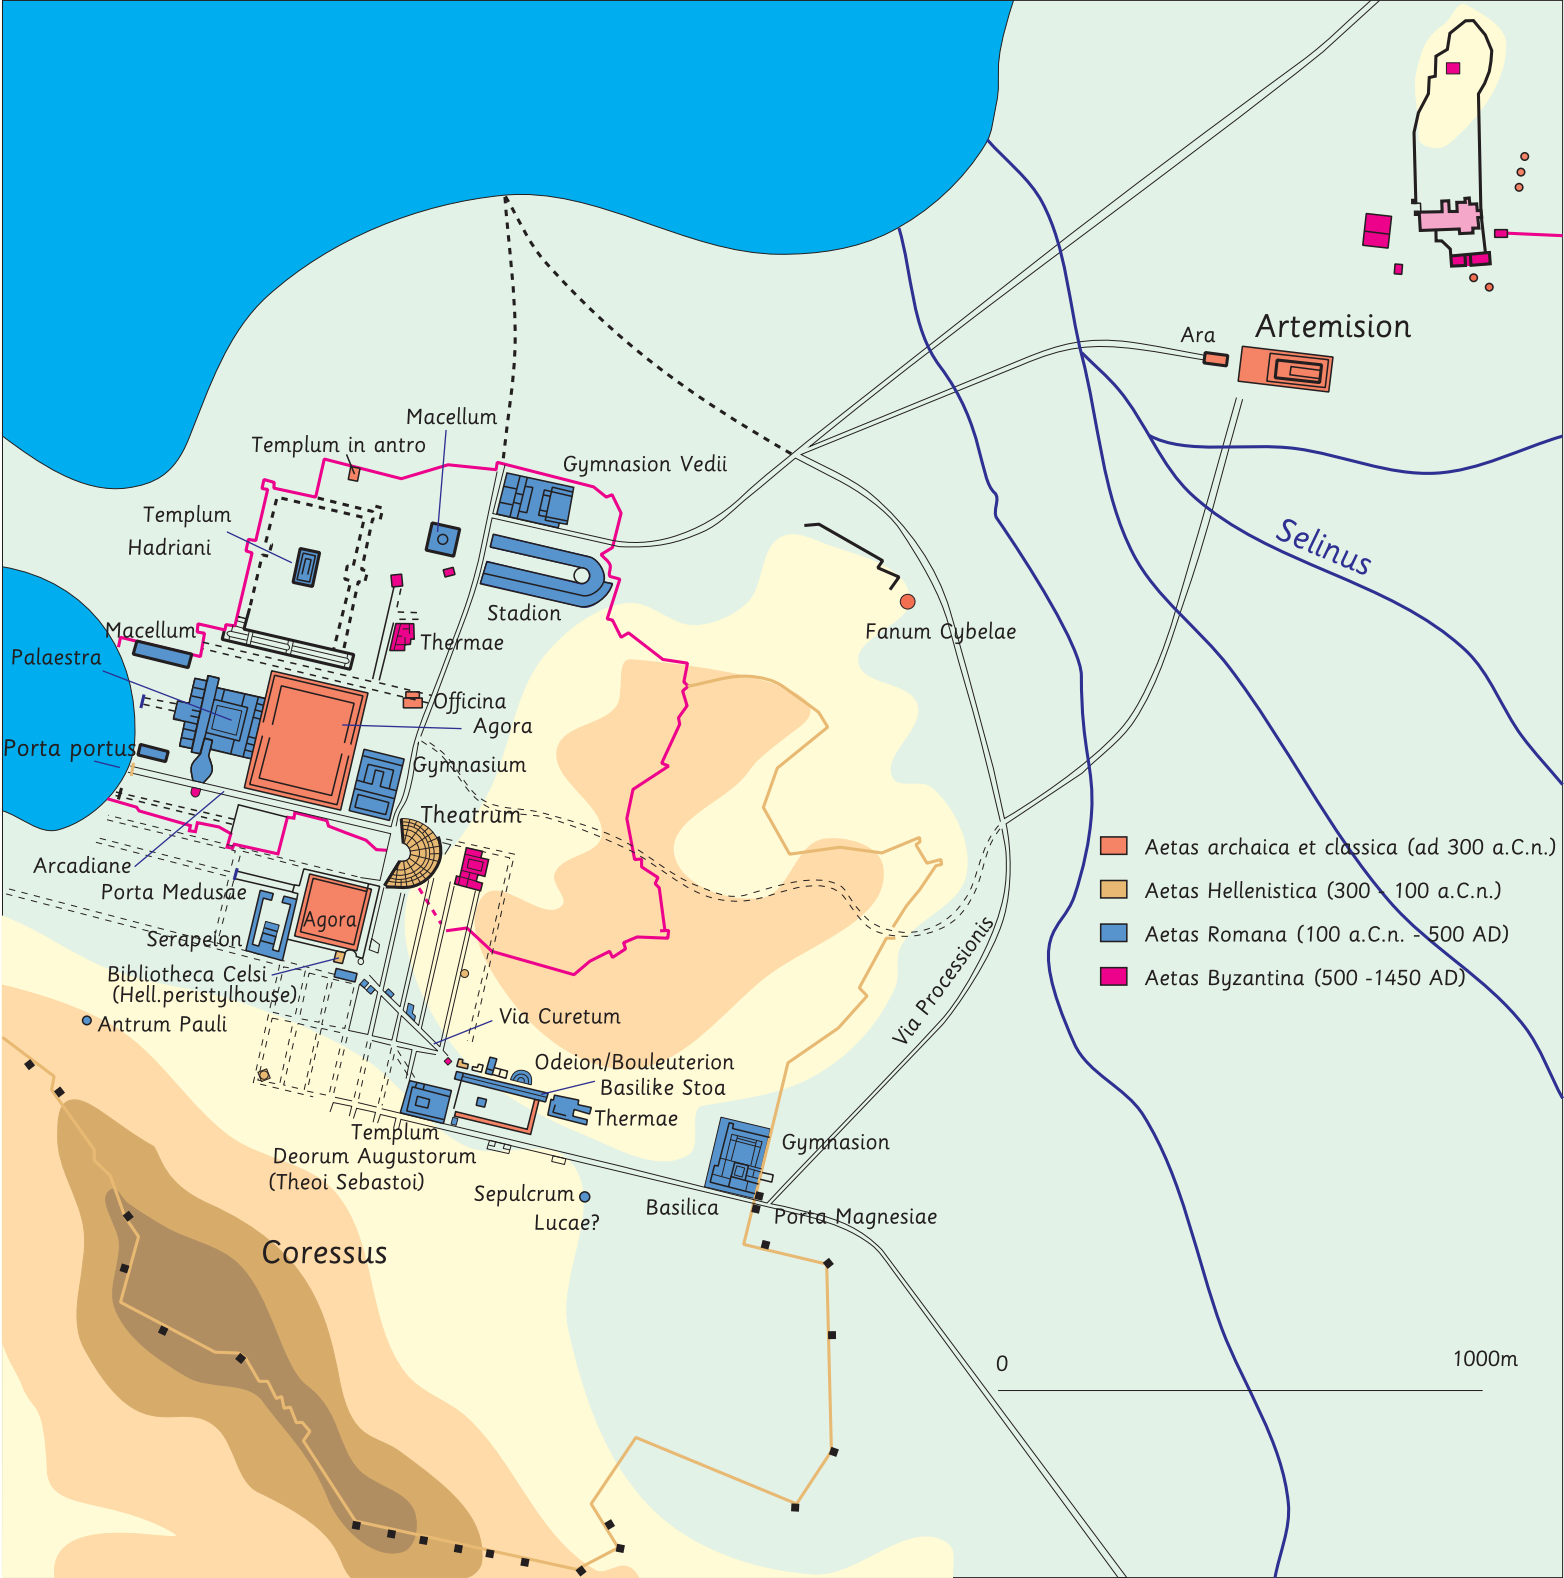 Artemision
Ara
Macellum
Templum in antro
Gymnasion Vedii
Templum
Hadriani
Selinus
Stadion
Macellum
Thermae
Fanum Cybelae
Palaestra
Officina
Agora
Porta portus
Gymnasium
Theatrum
Arcadiane
Porta Medusae
Agora
Serapeion
Bibliotheca Celsi
(Hell.peristylhouse)
Antrum Pauli
Via Curetum
Via Processionis
Odeion/Bouleuterion
Basilike Stoa
Thermae
Templum
Deorum Augustorum
(Theoi Sebastoi)
Gymnasion
Sepulcrum
Lucae?
Basilica
Porta Magnesiae
Coressus
Aetas archaica et classica (ad 300 a.C.n.)
Aetas Hellenistica (300 - 100 a.C.n.)
Aetas Romana (100 a.C.n. - 500 AD)
Aetas Byzantina (500 -1450 AD)
0
1000m